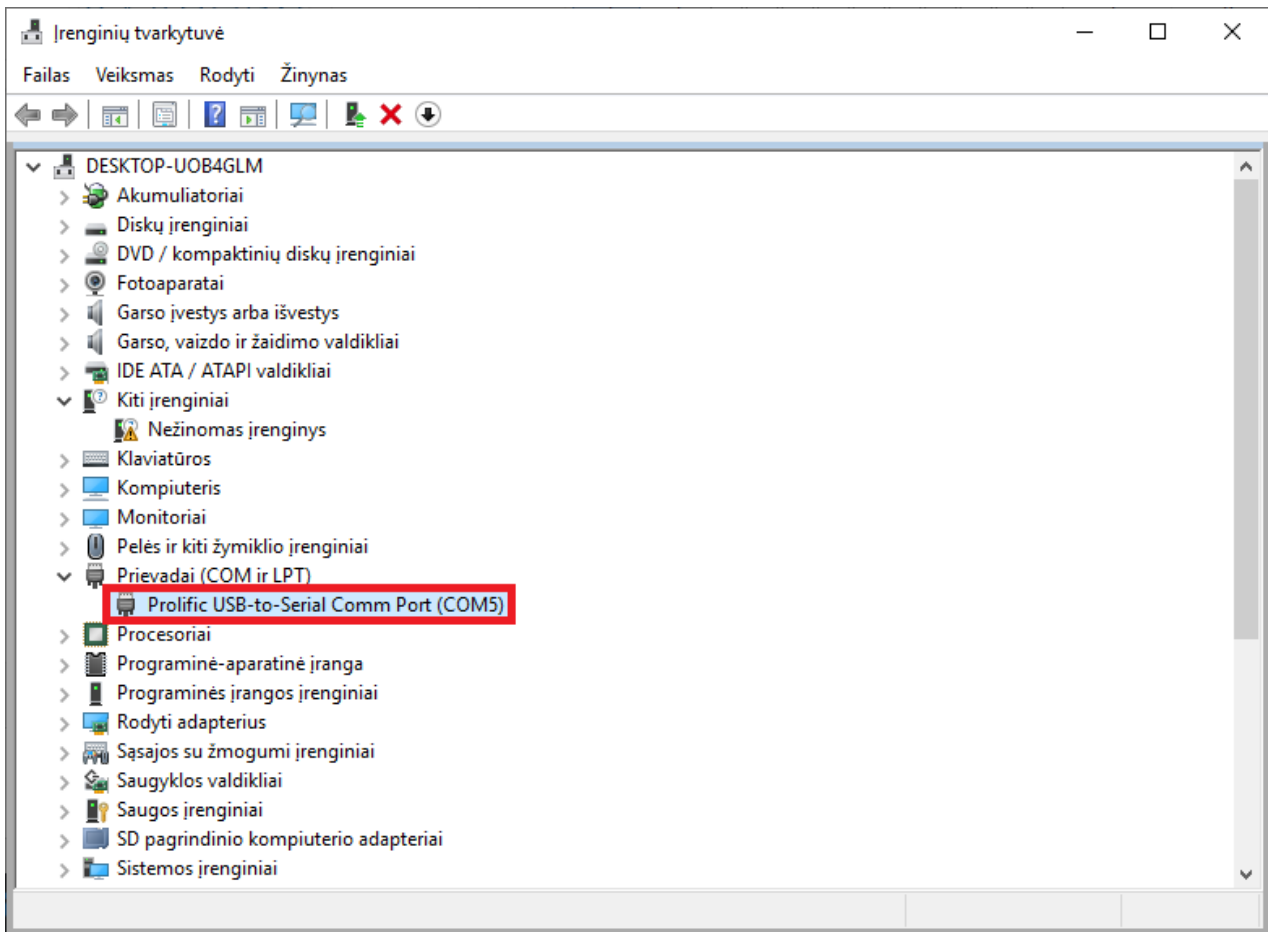 Įrenginių tvarkytuvė
Failas Veiksmas Rodyti Žinynas
DESKTOP-UOB4GLM
Akumuliatoriai
Diskų įrenginiai
DVD / kompaktinių diskų įrenginiai
Fotoaparatai
Garso įvestys arba išvestys
Garso, vaizdo ir žaidimo valdikliai
IDE ATA / ATAPI valdikliai
Kiti įrenginiai
Nežinomas įrenginys
Klaviatūros
Kompiuteris
Monitoriai
Pelės ir kiti žymiklio įrenginiai
Prievadai (COM ir LPT)
Prolific USB-to-Serial Comm Port (COM5)
Procesoriai
Programinė-aparatinė įranga
Programinės įrangos įrenginiai
Rodyti adapterius
Sąsajos su žmogumi įrenginiai
Saugyklos valdikliai
Saugos įrenginiai
SD pagrindinio kompiuterio adapteriai
Sistemos įrenginiai